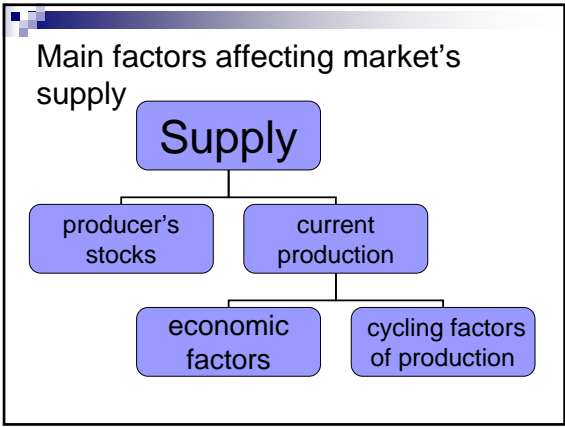 Main factors affecting market's
supply
Supply
producer's
stocks
current
production
economic
factors
cycling factors
of production